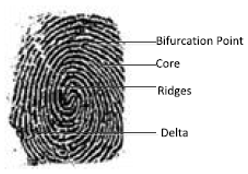 Bifurcation Point
Core
Ridges
Delta